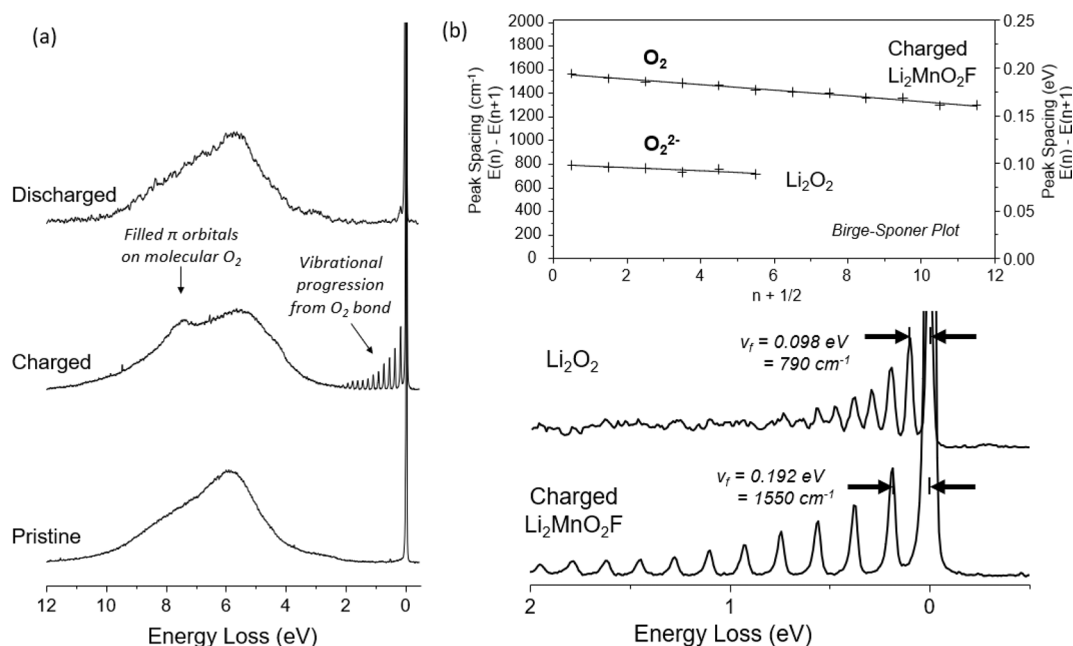 (a)
Discharged
Filled π orbitals
on molecular O₂
Vibrational
progression
from O₂ bond
Charged
Pristine
12 10 8 6 4 2 0
Energy Loss (eV)
(b)
2000
1800
1600
1400
1200
1000
800
600
400
200
0
Peak Spacing (cm⁻¹)
E(n) - E(n+1)
O₂
Charged
Li₂MnO₂F
O₂²⁻
Li₂O₂
Birge-Sponer Plot
0.25
0.20
0.15
0.10
0.05
0.00
Peak Spacing (eV)
E(n) - E(n+1)
0 2 4 6 8 10 12
n + 1/2
Li₂O₂
v_f = 0.098 eV
= 790 cm⁻¹
v_f = 0.192 eV
= 1550 cm⁻¹
Charged
Li₂MnO₂F
2 1 0
Energy Loss (eV)